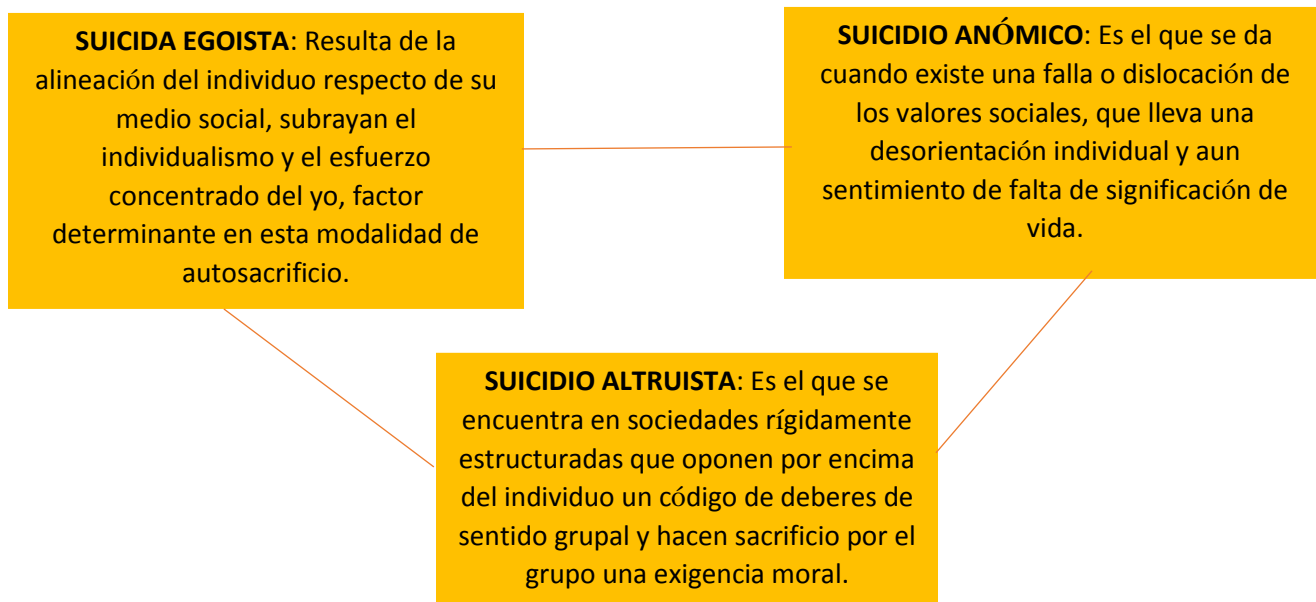 SUICIDA EGOISTA: Resulta de la
alineación del individuo respecto de su
medio social, subrayan el
individualismo y el esfuerzo
concentrado del yo, factor
determinante en esta modalidad de
autosacrificio.
SUICIDIO ANÓMICO: Es el que se da
cuando existe una falla o dislocación de
los valores sociales, que lleva una
desorientación individual y aun
sentimiento de falta de significación de
vida.
SUICIDIO ALTRUISTA: Es el que se
encuentra en sociedades rígidamente
estructuradas que oponen por encima
del individuo un código de deberes de
sentido grupal y hacen sacrificio por el
grupo una exigencia moral.